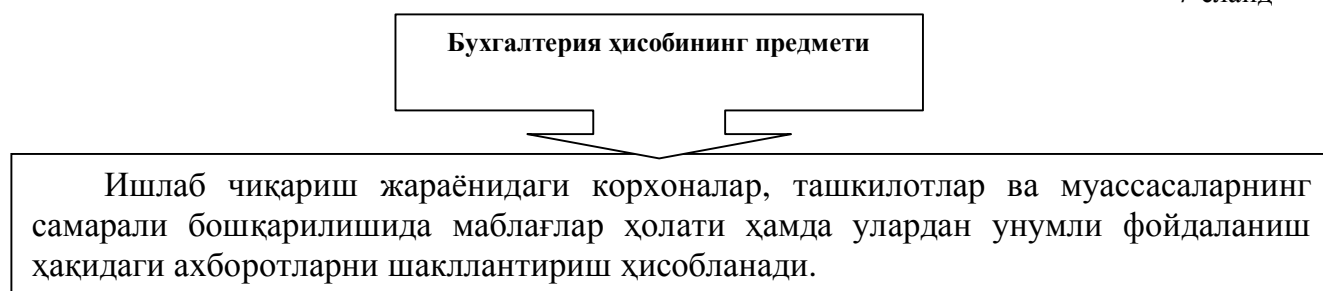 Бухгалтерия ҳисобининг предмети
Ишлаб чиқариш жараёнидаги корхоналар, ташкилотлар ва муассасаларнинг
самарали бошқарилишида маблағлар ҳолати ҳамда улардан унумли фойдаланиш
ҳақидаги ахборотларни шакллантириш ҳисобланади.